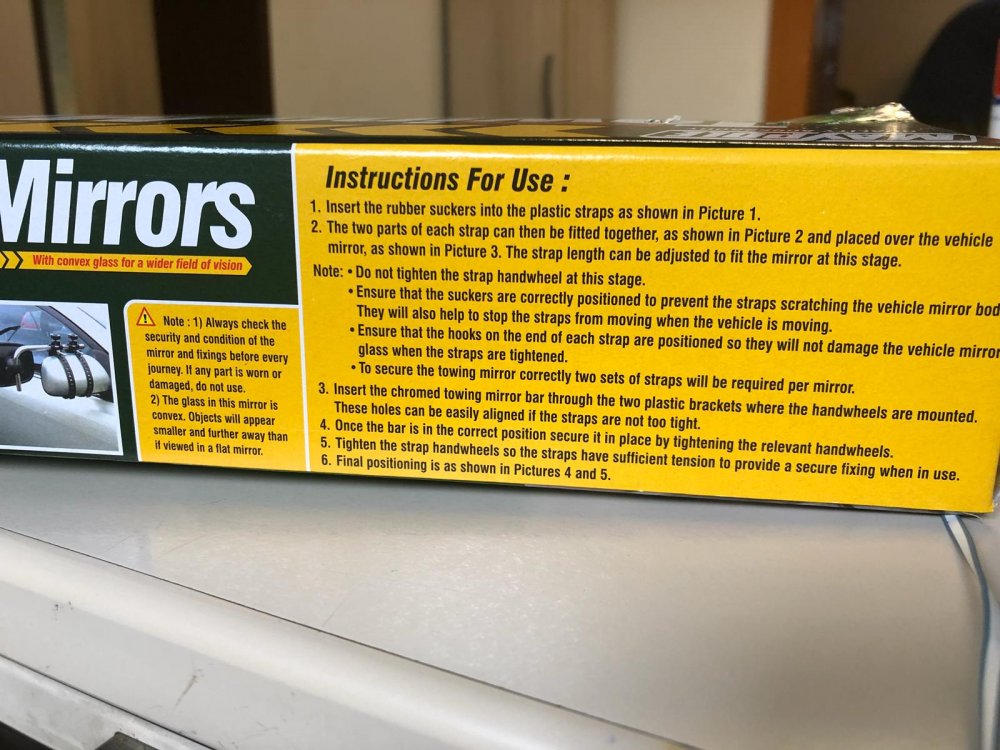 Mirrors
With convex glass for a wider field of vision
Note : 1) Always check the
security and condition of the
mirror and fixings before every
journey. If any part is worn or
damaged, do not use.
2) The glass in this mirror is
convex. Objects will appear
smaller and further away than
if viewed in a flat mirror.
Instructions For Use :
1. Insert the rubber suckers into the plastic straps as shown in Picture 1.
2. The two parts of each strap can then be fitted together, as shown in Picture 2 and placed over the vehicle
mirror, as shown in Picture 3. The strap length can be adjusted to fit the mirror at this stage.
Note: • Do not tighten the strap handwheel at this stage.
• Ensure that the suckers are correctly positioned to prevent the straps scratching the vehicle mirror bod
They will also help to stop the straps from moving when the vehicle is moving.
• Ensure that the hooks on the end of each strap are positioned so they will not damage the vehicle mirror
glass when the straps are tightened.
• To secure the towing mirror correctly two sets of straps will be required per mirror.
3. Insert the chromed towing mirror bar through the two plastic brackets where the handwheels are mounted.
These holes can be easily aligned if the straps are not too tight.
4. Once the bar is in the correct position secure it in place by tightening the relevant handwheels.
5. Tighten the strap handwheels so the straps have sufficient tension to provide a secure fixing when in use.
6. Final positioning is as shown in Pictures 4 and 5.